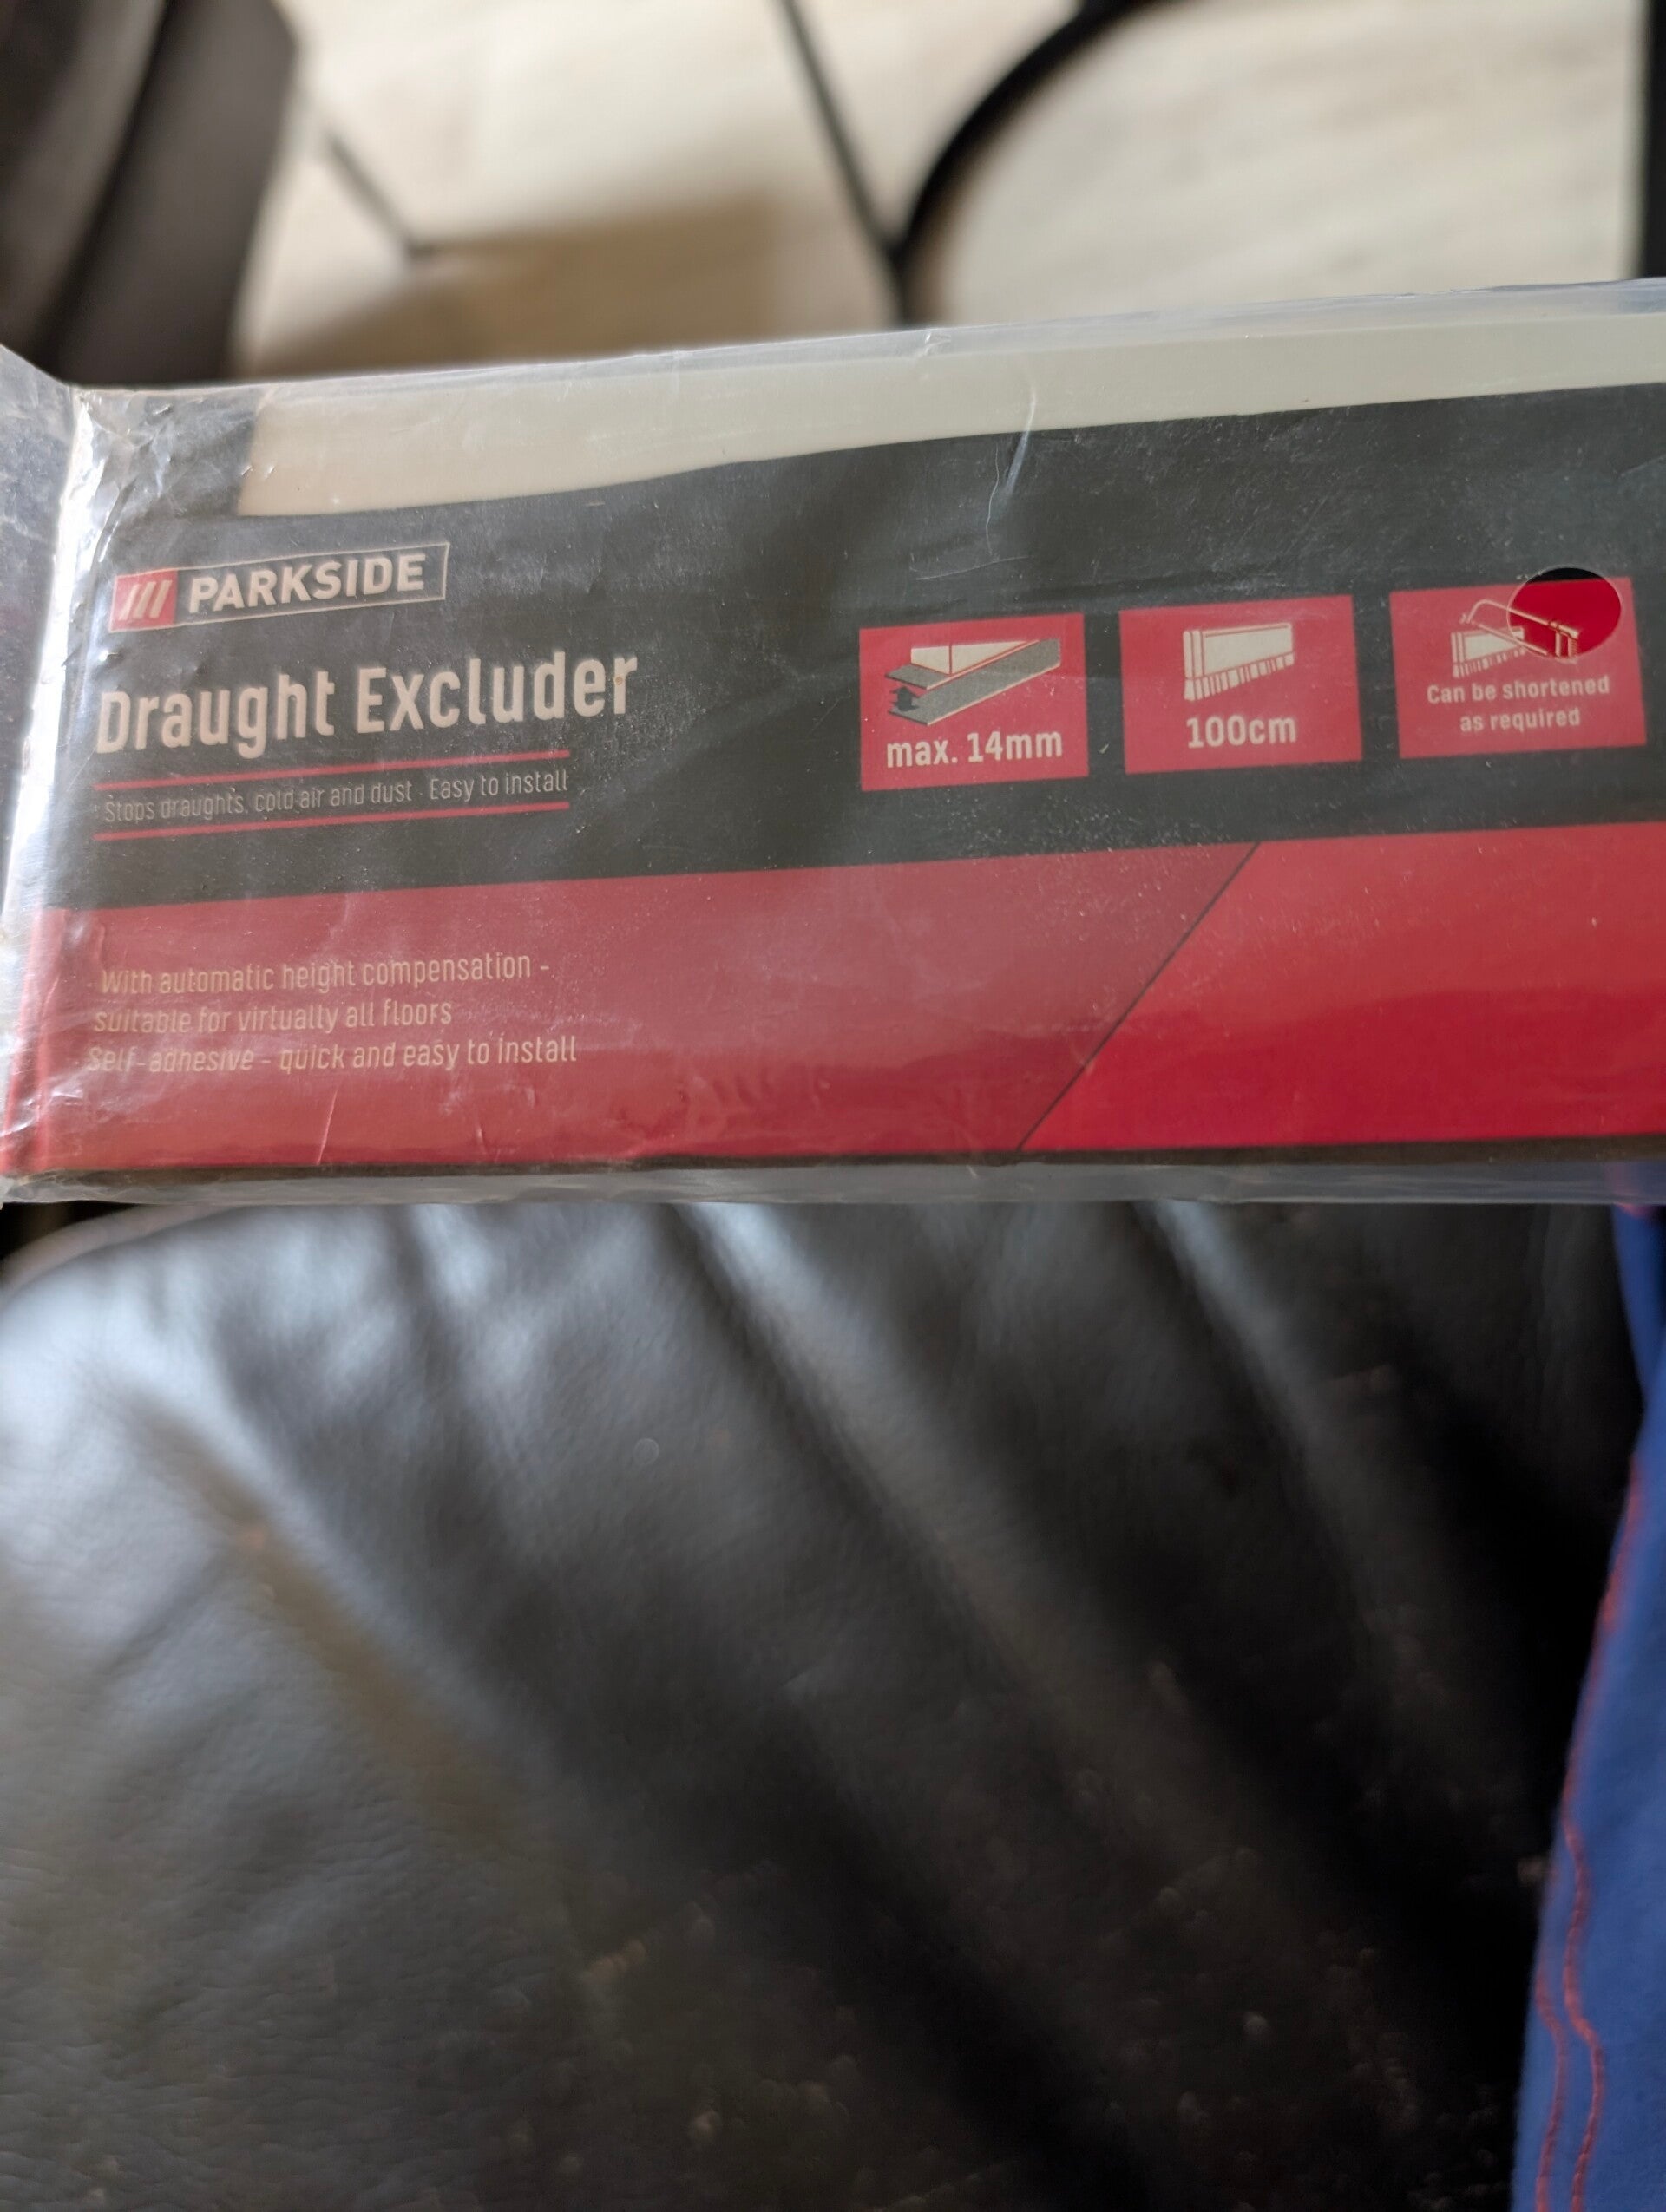 PARKSIDE
Draught Excluder
· Stops draughts, cold air and dust · Easy to install
max. 14mm
100cm
Can be shortened
as required
With automatic height compensation -
suitable for virtually all floors
Self-adhesive - quick and easy to install